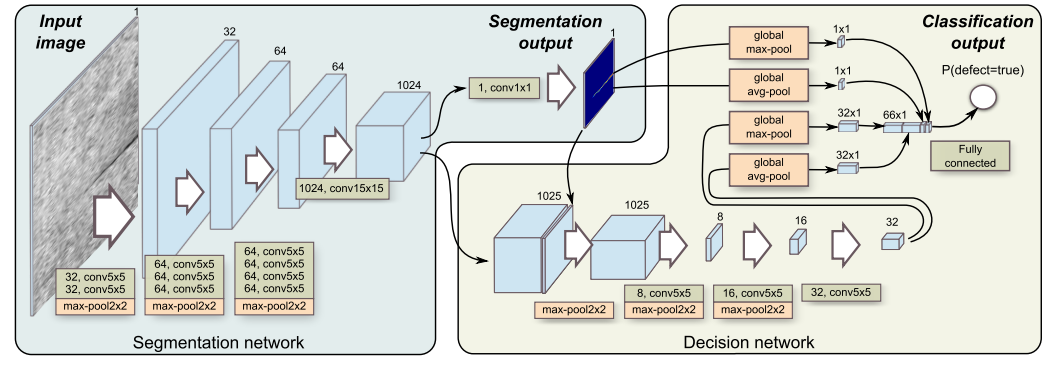 Input
image
1
32
64
64
1024
Segmentation
output
1
1, conv1x1
1024, conv15x15
32, conv5x5
32, conv5x5
max-pool2x2
64, conv5x5
64, conv5x5
64, conv5x5
max-pool2x2
64, conv5x5
64, conv5x5
64, conv5x5
64, conv5x5
max-pool2x2
Segmentation network
Classification
output
global
max-pool
1x1
global
avg-pool
1x1
global
max-pool
32x1
global
avg-pool
32x1
66x1
P(defect=true)
Fully
connected
1025
1025
8
16
32
max-pool2x2
8, conv5x5
max-pool2x2
16, conv5x5
max-pool2x2
32, conv5x5
Decision network